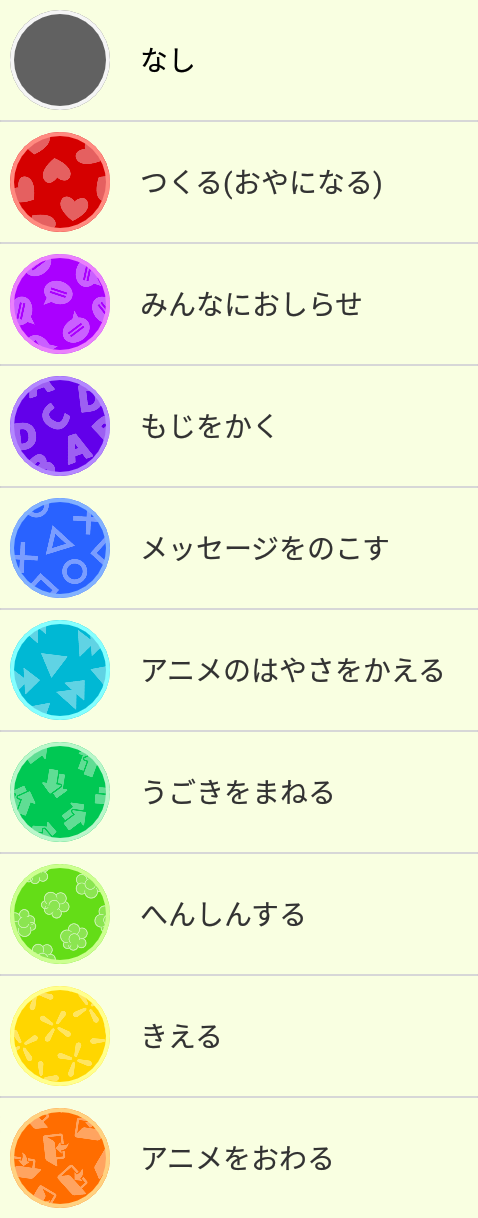 なし
つくる(おやになる)
みんなにおしらせ
もじをかく
メッセージをのこす
アニメのはやさをかえる
うごきをまねる
へんしんする
きえる
アニメをおわる